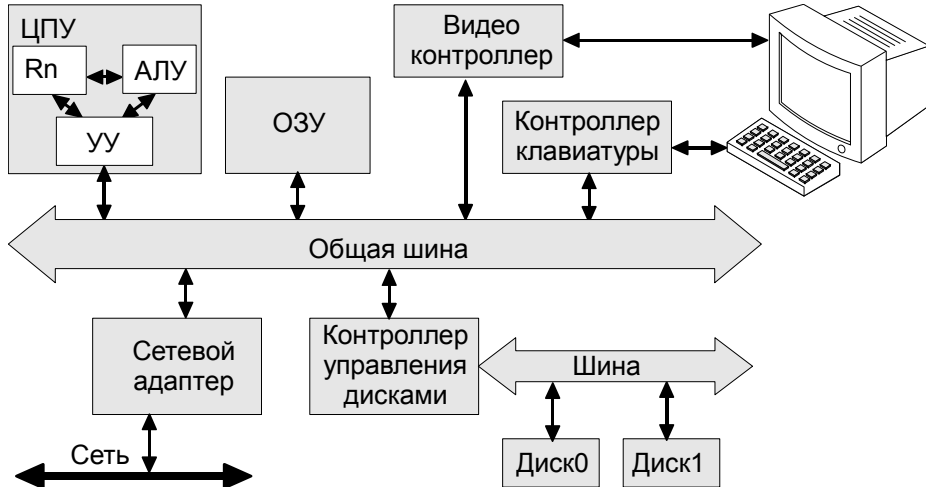 ЦПУ
Rn
АЛУ
УУ
ОЗУ
Видео
контроллер
Контроллер
клавиатуры
Общая шина
Сетевой
адаптер
Контроллер
управления
дисками
Шина
Сеть
Диск0
Диск1